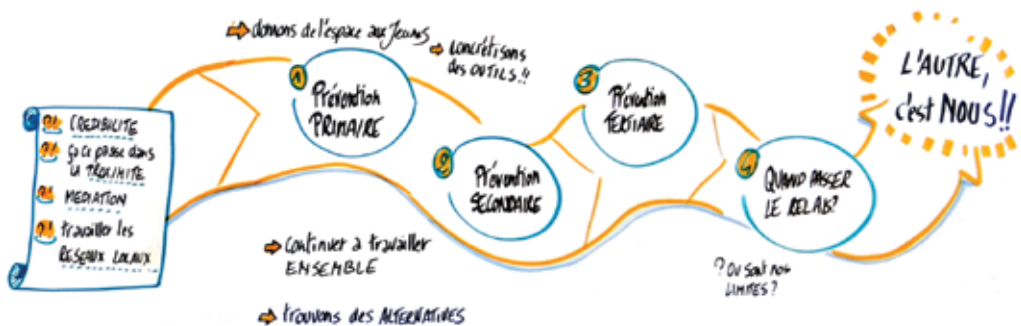 ?! CREDIBILITE
?! ça ce passe dans
LA PROXIMITE
?! MEDIATION
?! travailler les
RESEAUX LOCAUX
⇒ donnons de l'espace aux Jeunes
⇒ concrétisons
des OUTILS!!
1 Prévention
PRIMAIRE
2 Prévention
SECONDAIRE
3 Prévention
TERTIAIRE
4 QUAND PASSER
LE RELAIS?
? Où sont nos
LIMITES ?
⇒ continuer à travailler
ENSEMBLE
⇒ trouvons des ALTERNATIVES
L'AUTRE,
c'est NOUS!!